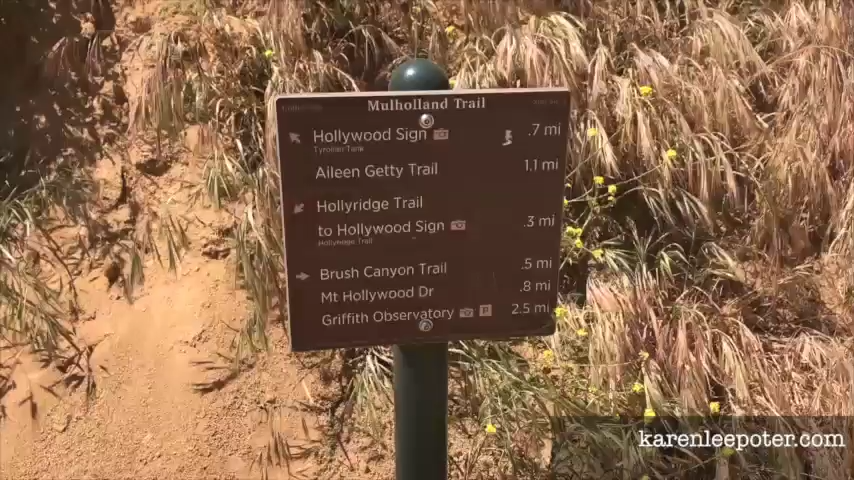 Mulholland Trail
Hollywood Sign .7 mi
Tyrolian Tank
Aileen Getty Trail 1.1 mi
Hollyridge Trail
to Hollywood Sign .3 mi
Hollyridge Trail
Brush Canyon Trail .5 mi
Mt Hollywood Dr .8 mi
Griffith Observatory P 2.5 mi
karenleepoter.com